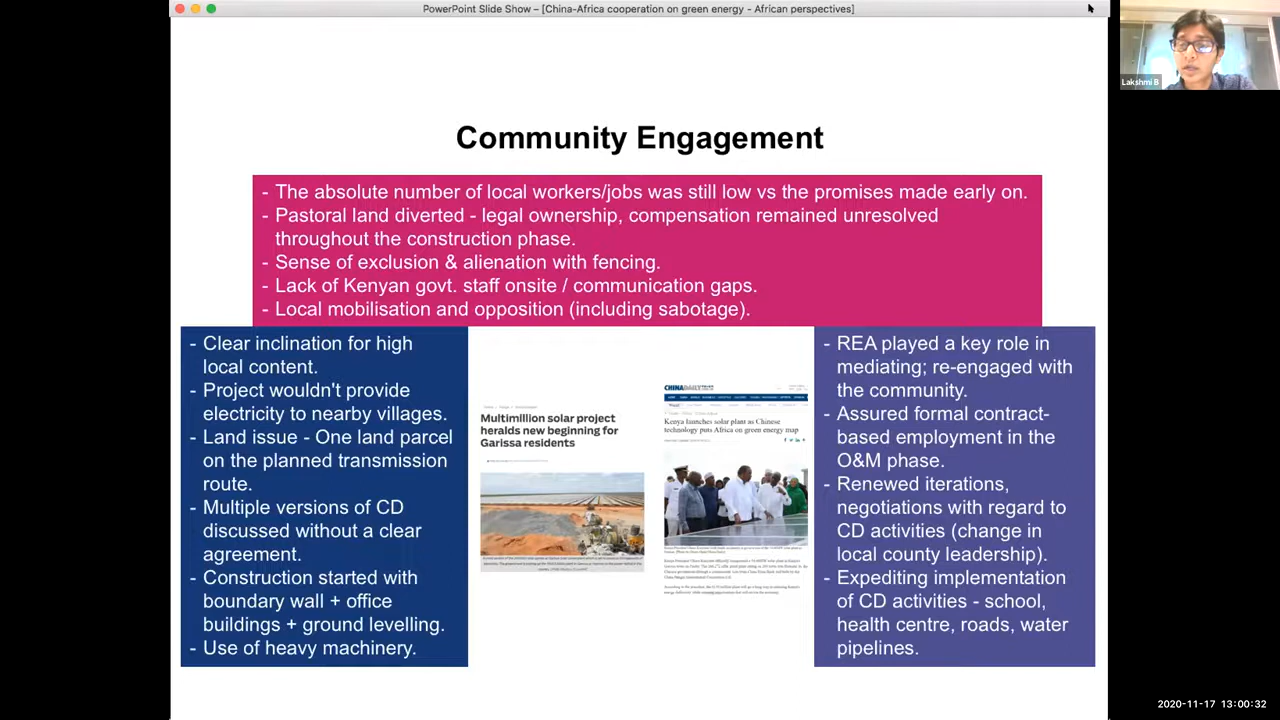 PowerPoint Slide Show – [China-Africa cooperation on green energy - African perspectives]
Lakshmi B
Community Engagement
- The absolute number of local workers/jobs was still low vs the promises made early on.
- Pastoral land diverted - legal ownership, compensation remained unresolved
throughout the construction phase.
- Sense of exclusion & alienation with fencing.
- Lack of Kenyan govt. staff onsite / communication gaps.
- Local mobilisation and opposition (including sabotage).
- Clear inclination for high
local content.
- Project wouldn't provide
electricity to nearby villages.
- Land issue - One land parcel
on the planned transmission
route.
- Multiple versions of CD
discussed without a clear
agreement.
- Construction started with
boundary wall + office
buildings + ground levelling.
- Use of heavy machinery.
Multimillion solar project
heralds new beginning for
Garissa residents
CHINADAILY
Kenya launches solar plant as Chinese
technology puts Africa on green energy map
- REA played a key role in
mediating; re-engaged with
the community.
- Assured formal contract-
based employment in the
O&M phase.
- Renewed iterations,
negotiations with regard to
CD activities (change in
local county leadership).
- Expediting implementation
of CD activities - school,
health centre, roads, water
pipelines.
2020-11-17 13:00:32